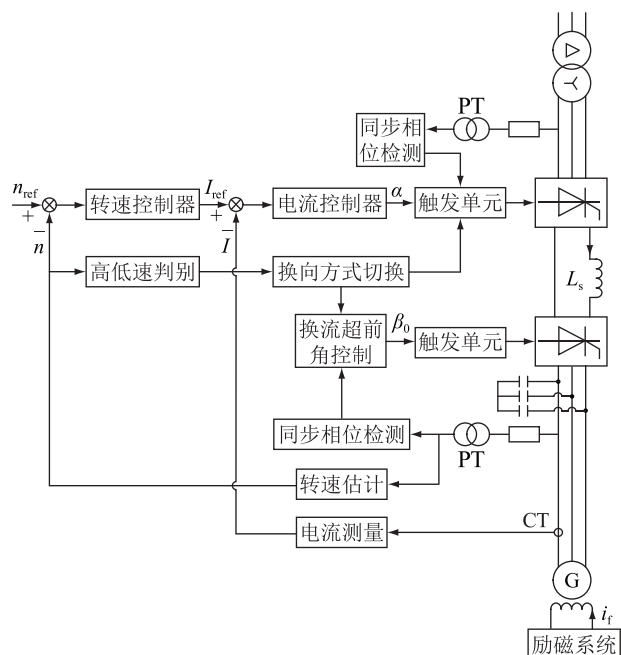 PT
同步相
位检测
n_ref
+
−
n
转速控制器
I_ref
+
−
I
电流控制器
α
触发单元
高低速判别
换向方式切换
L_s
换流超前
角控制
β_0
触发单元
同步相位检测
PT
转速估计
电流测量
CT
G
i_f
励磁系统